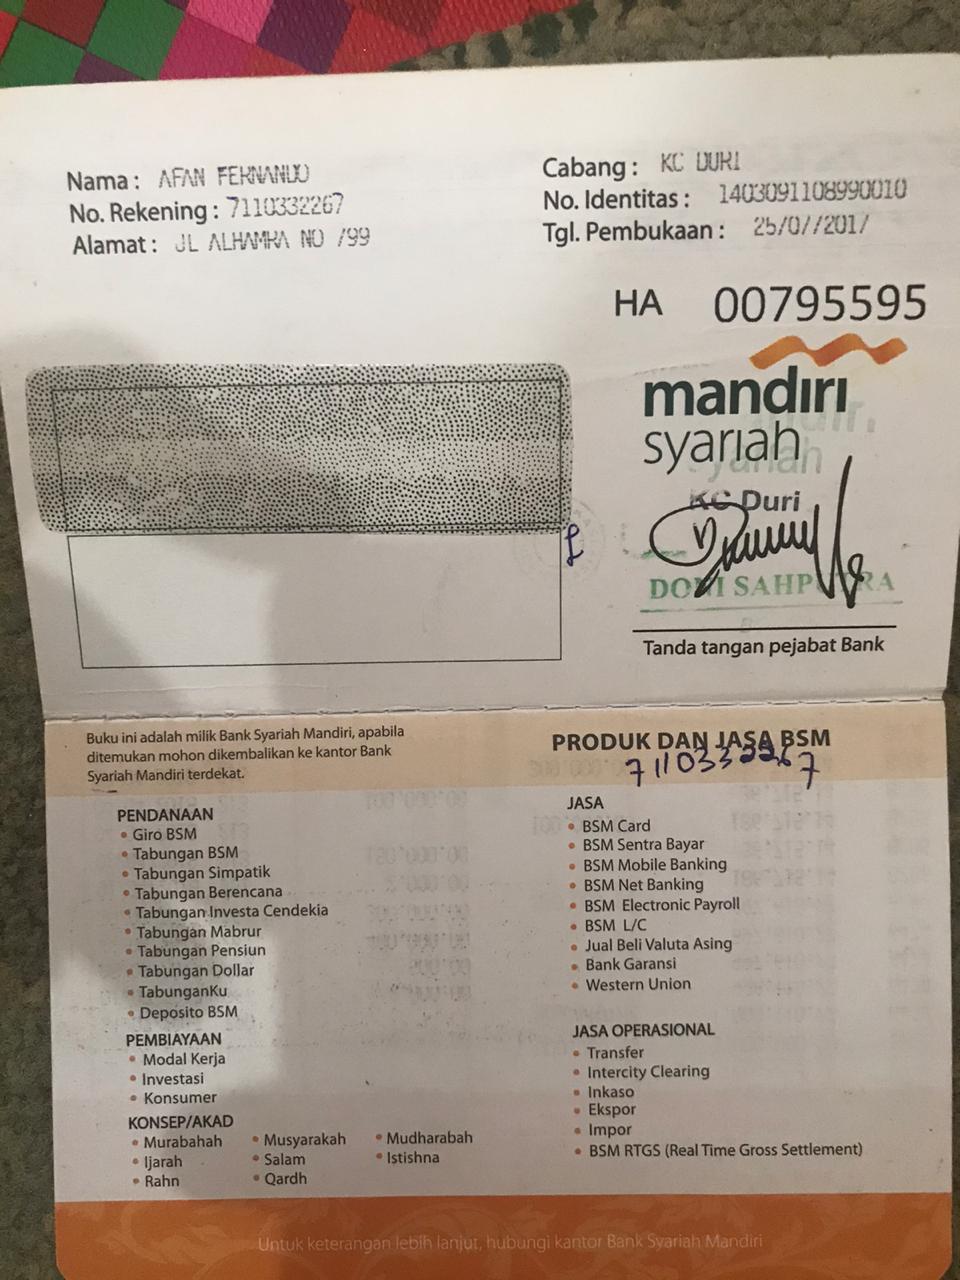 Nama : AFAN FERNANDO
No. Rekening : 7110332267
Alamat : JL ALHAMRA NO 799
Cabang : KC DURI
No. Identitas : 1403091108990010
Tgl. Pembukaan : 25/07/2017
HA 00795595
mandiri
syariah
KC Duri
DONI SAHPUTRA
Tanda tangan pejabat Bank
Buku ini adalah milik Bank Syariah Mandiri, apabila
ditemukan mohon dikembalikan ke kantor Bank
Syariah Mandiri terdekat.
PENDANAAN
• Giro BSM
• Tabungan BSM
• Tabungan Simpatik
• Tabungan Berencana
• Tabungan Investa Cendekia
• Tabungan Mabrur
• Tabungan Pensiun
• Tabungan Dollar
• TabunganKu
• Deposito BSM
PEMBIAYAAN
• Modal Kerja
• Investasi
• Konsumer
KONSEP/AKAD
• Murabahah • Musyarakah • Mudharabah
• Ijarah • Salam • Istishna
• Rahn • Qardh
PRODUK DAN JASA BSM
7110332267
JASA
• BSM Card
• BSM Sentra Bayar
• BSM Mobile Banking
• BSM Net Banking
• BSM Electronic Payroll
• BSM L/C
• Jual Beli Valuta Asing
• Bank Garansi
• Western Union
JASA OPERASIONAL
• Transfer
• Intercity Clearing
• Inkaso
• Ekspor
• Impor
• BSM RTGS (Real Time Gross Settlement)
Untuk keterangan lebih lanjut, hubungi kantor Bank Syariah Mandiri